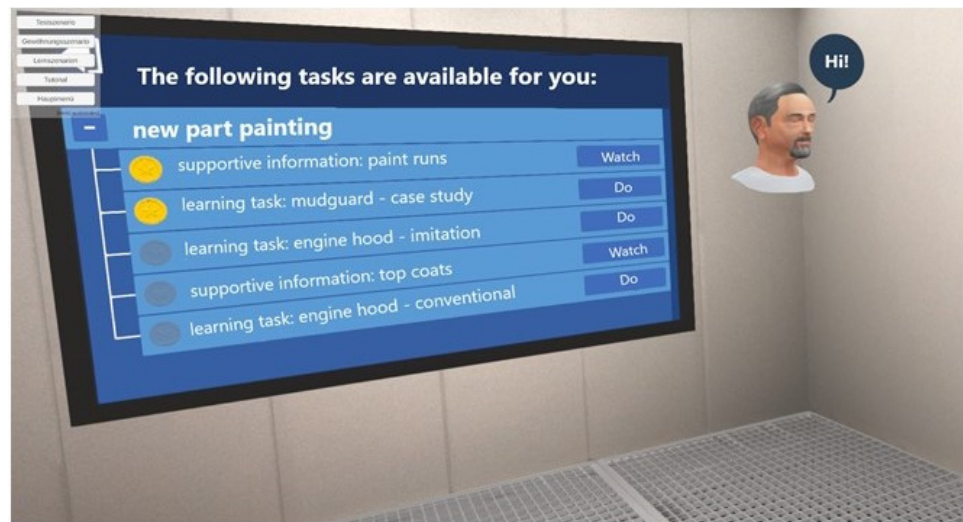 Testszenario
Gewöhnungsszenario
Lernszenarien
Tutorial
Hauptmenü
The following tasks are available for you:
Hi!
- new part painting
supportive information: paint runs Watch
learning task: mudguard - case study Do
learning task: engine hood - imitation Do
supportive information: top coats Watch
learning task: engine hood - conventional Do